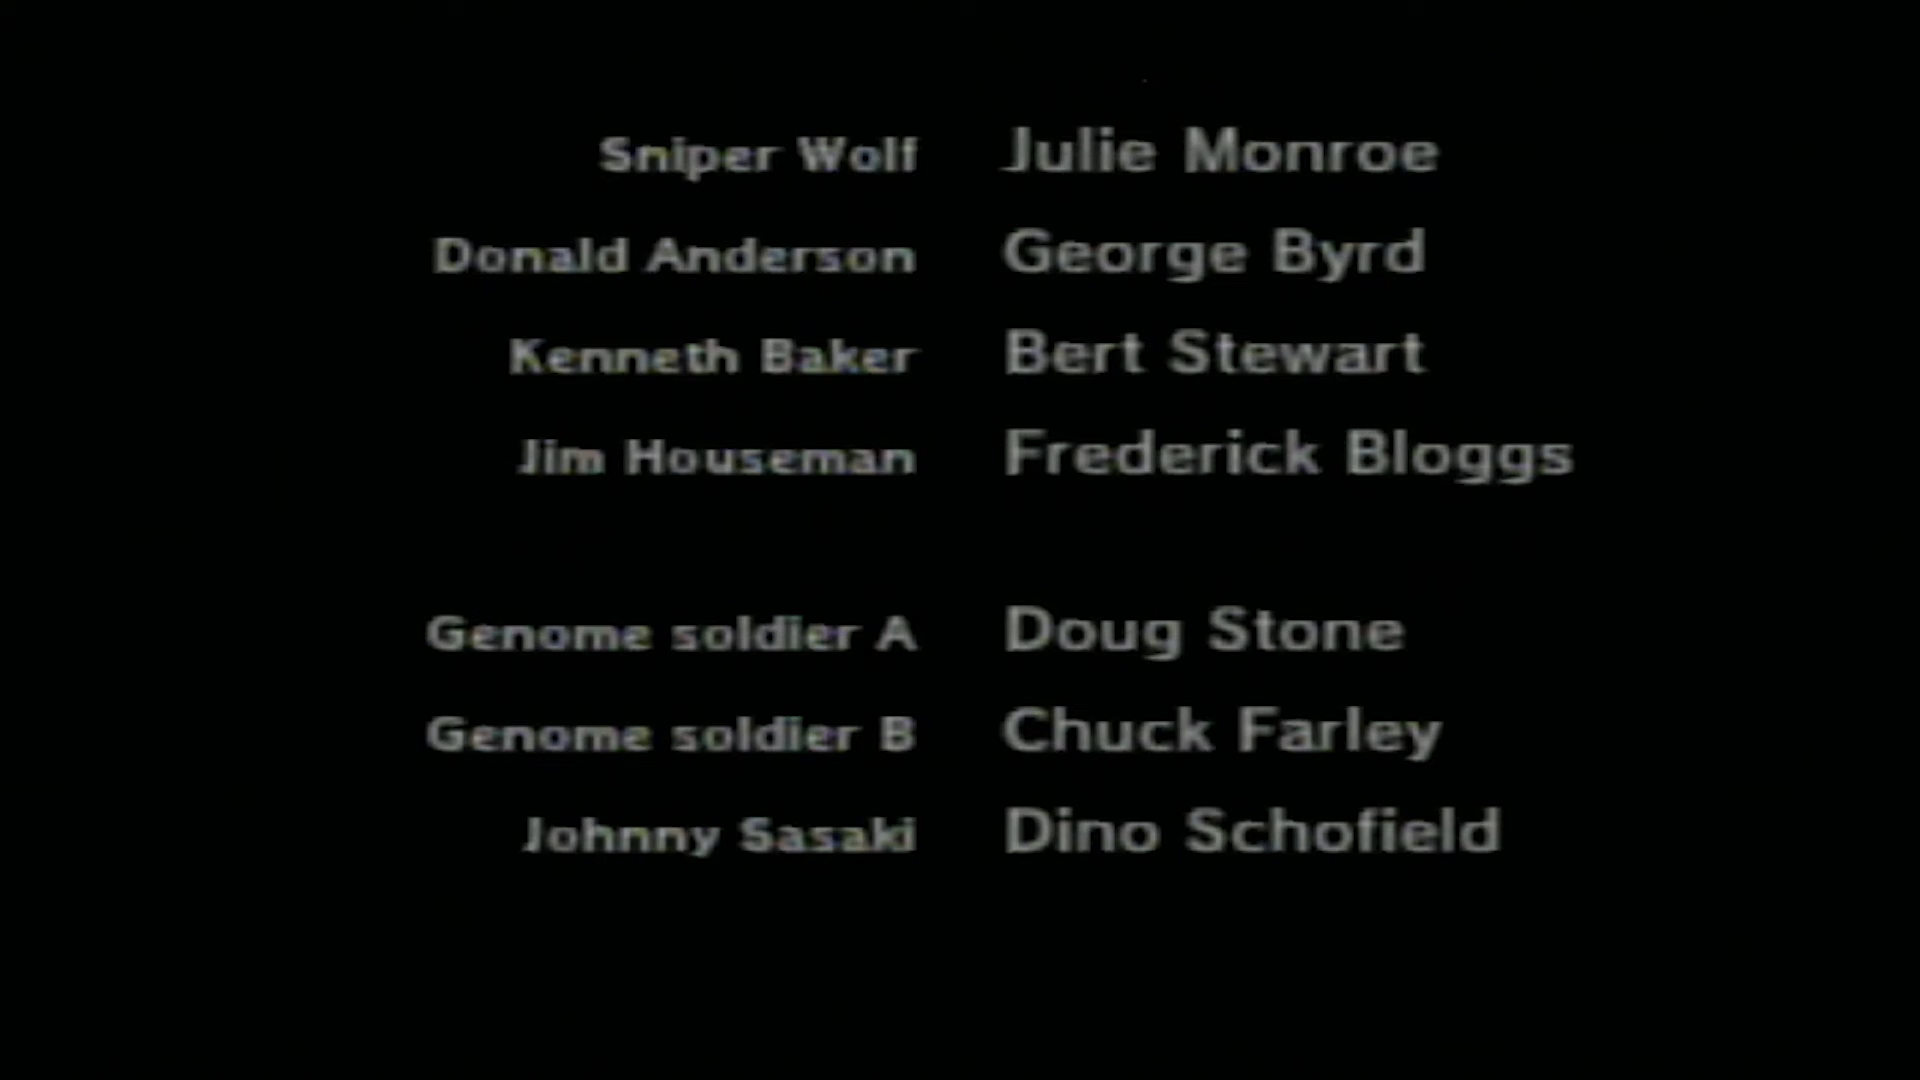 Sniper Wolf Julie Monroe
Donald Anderson George Byrd
Kenneth Baker Bert Stewart
Jim Houseman Frederick Bloggs
Genome soldier A Doug Stone
Genome soldier B Chuck Farley
Johnny Sasaki Dino Schofield